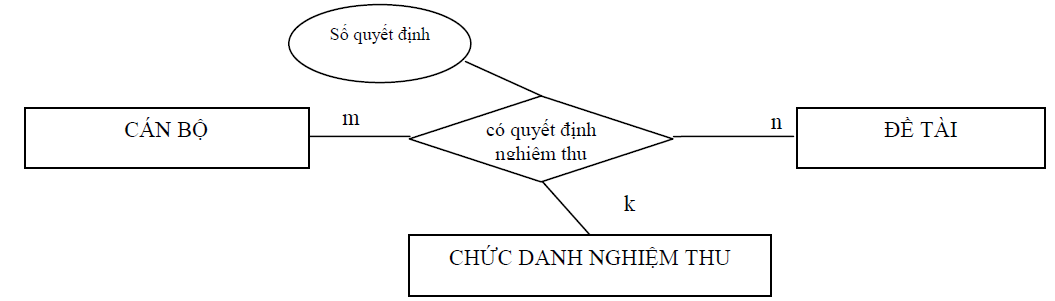 Số quyết định
CÁN BỘ
m
có quyết định
nghiệm thu
n
ĐỀ TÀI
k
CHỨC DANH NGHIỆM THU